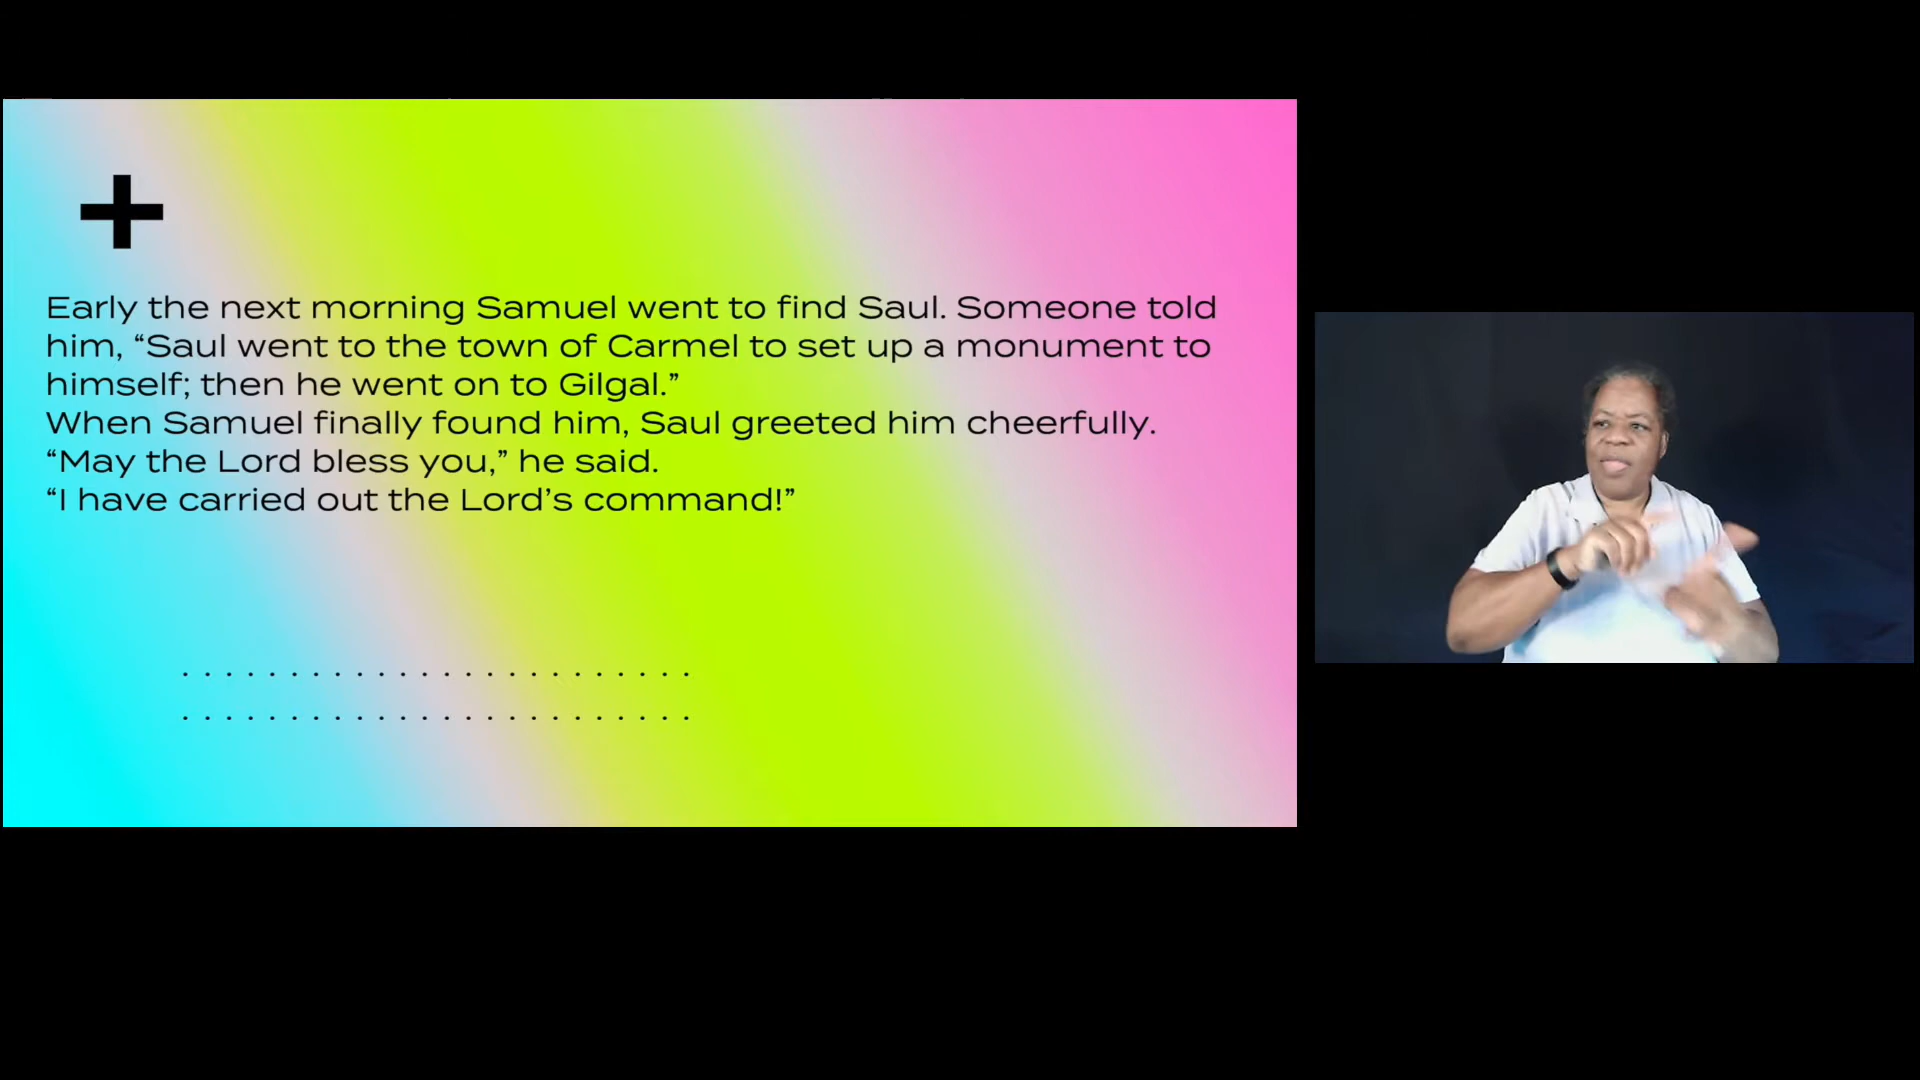 Early the next morning Samuel went to find Saul. Someone told
him, “Saul went to the town of Carmel to set up a monument to
himself; then he went on to Gilgal.”
When Samuel finally found him, Saul greeted him cheerfully.
“May the Lord bless you,” he said.
“I have carried out the Lord’s command!”